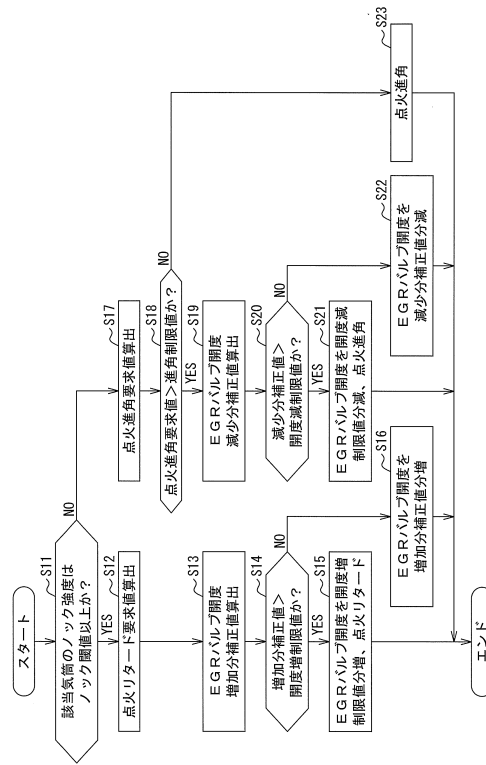 スタート
S11
該当気筒のノック強度は
ノック閾値以上か?
NO
YES
S12
点火リタード要求値算出
S13
EGRバルブ開度
増加分補正値算出
S14
増加分補正値>
開度増制限値か?
NO
YES
S15
EGRバルブ開度を開度増
制限値分増、点火リタード
S16
EGRバルブ開度を
増加分補正値分増
S17
点火進角要求値算出
S18
点火進角要求値>進角制限値か?
NO
YES
S19
EGRバルブ開度
減少分補正値算出
S20
減少分補正値>
開度減制限値か?
NO
YES
S21
EGRバルブ開度を開度減
制限値分減、点火進角
S22
EGRバルブ開度を
減少分補正値分減
S23
点火進角
エンド